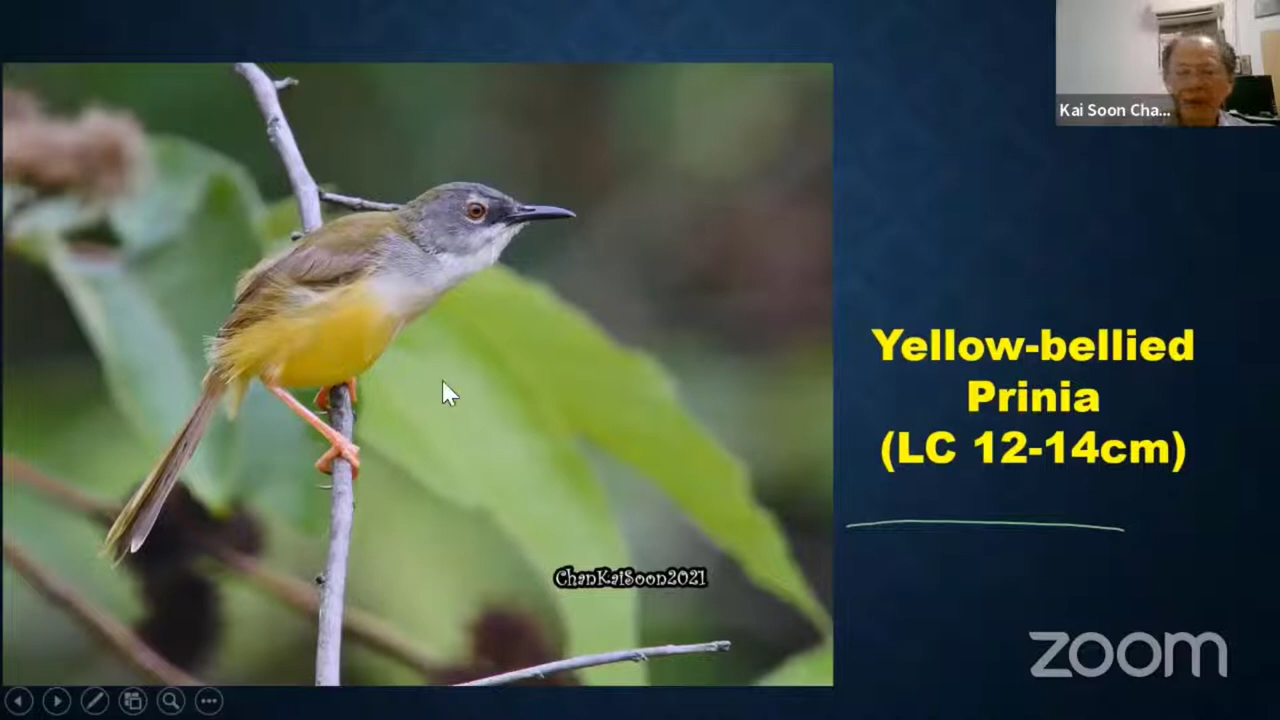 Kai Soon Cha...
Yellow-bellied
Prinia
(LC 12-14cm)
ChanKaiSoon2021
zoom